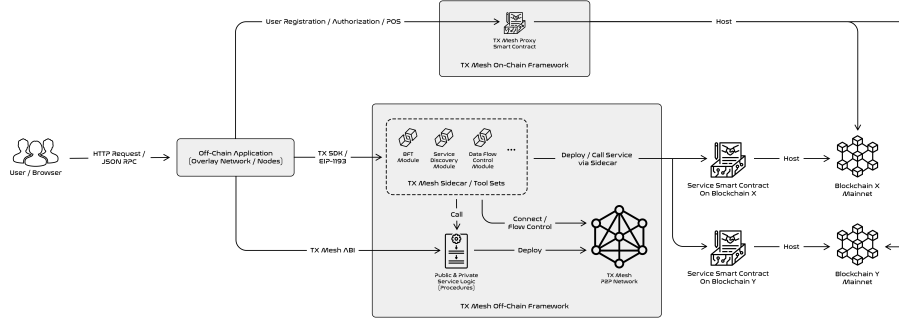 User Registration / Authorization / POS
TX Mesh Proxy
Smart Contract
Host
TX Mesh On-Chain Framework
User / Browser
HTTP Request /
JSON RPC
Off-Chain Application
(Overlay Network / Nodes)
TX SDK /
EIP-1193
BFT
Module
Service
Discovery
Module
Data Flow
Control
Module
...
TX Mesh Sidecar / Tool Sets
Deploy / Call Service
via Sidecar
Service Smart Contract
On Blockchain X
Host
Blockchain X
Mainnet
Call
Connect /
Flow Control
TX Mesh ABI
Public & Private
Service Logic
(Procedures)
Deploy
TX Mesh
P2P Network
Service Smart Contract
On Blockchain Y
Host
Blockchain Y
Mainnet
TX Mesh Off-Chain Framework